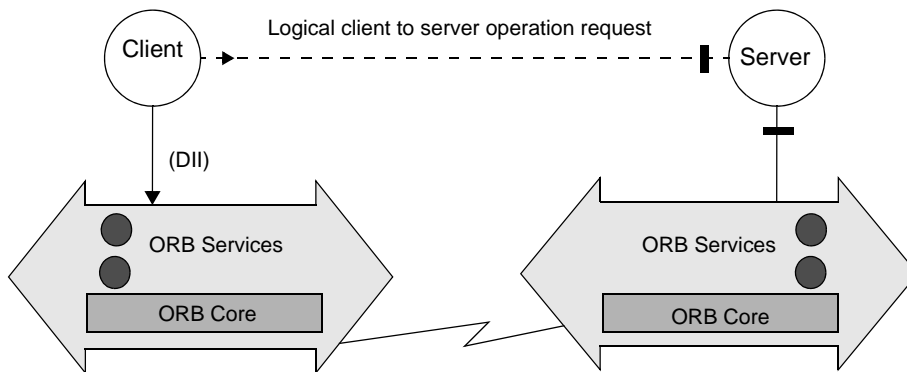 Logical client to server operation request
Client
Server
(DII)
ORB Services
ORB Services
ORB Core
ORB Core